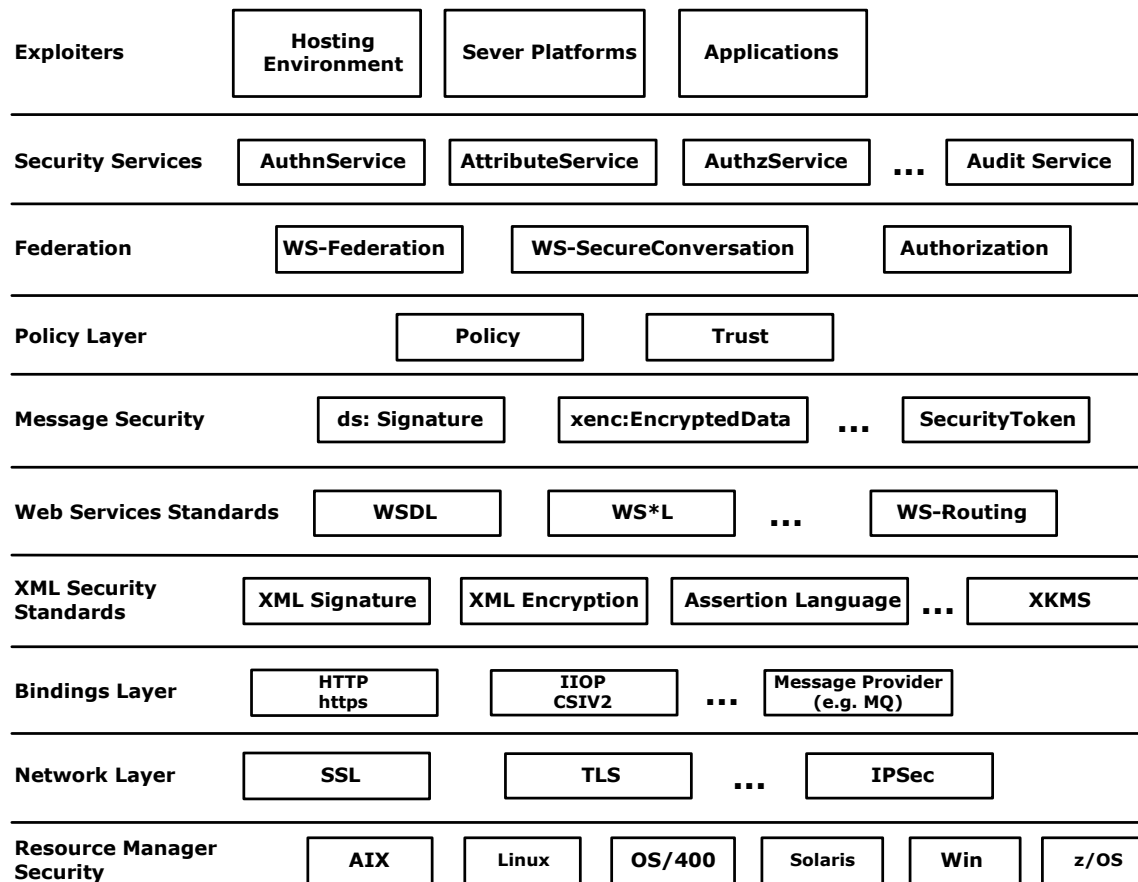 Exploiters
Hosting
Environment
Sever Platforms
Applications
Security Services
AuthnService
AttributeService
AuthzService
...
Audit Service
Federation
WS-Federation
WS-SecureConversation
Authorization
Policy Layer
Policy
Trust
Message Security
ds: Signature
xenc:EncryptedData
...
SecurityToken
Web Services Standards
WSDL
WS*L
...
WS-Routing
XML Security
Standards
XML Signature
XML Encryption
Assertion Language
...
XKMS
Bindings Layer
HTTP
https
IIOP
CSIV2
...
Message Provider
(e.g. MQ)
Network Layer
SSL
TLS
...
IPSec
Resource Manager
Security
AIX
Linux
OS/400
Solaris
Win
z/OS